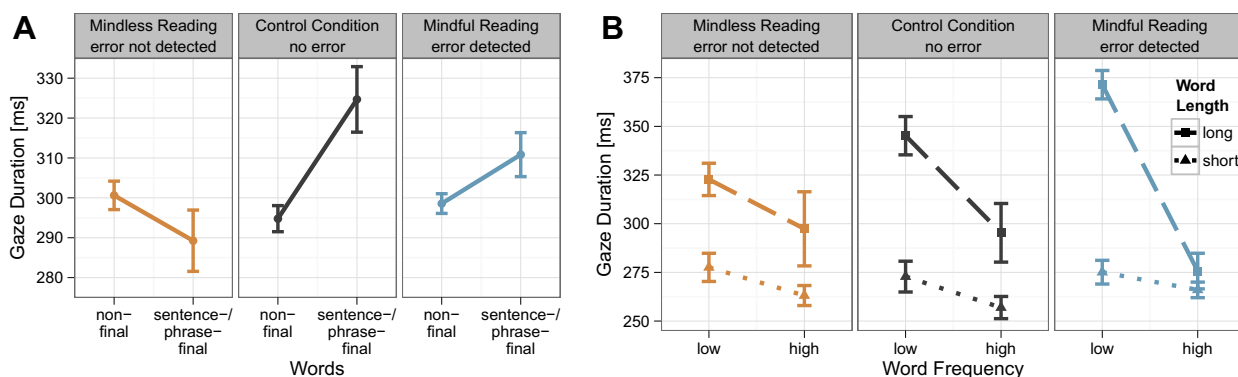 A
Mindless Reading
error not detected
Control Condition
no error
Mindful Reading
error detected
Gaze Duration [ms]
330
320
310
300
290
280
non−
final
sentence−/
phrase−
final
non−
final
sentence−/
phrase−
final
non−
final
sentence−/
phrase−
final
Words
B
Mindless Reading
error not detected
Control Condition
no error
Mindful Reading
error detected
Gaze Duration [ms]
375
350
325
300
275
250
low
high
low
high
low
high
Word Frequency
Word
Length
long
short